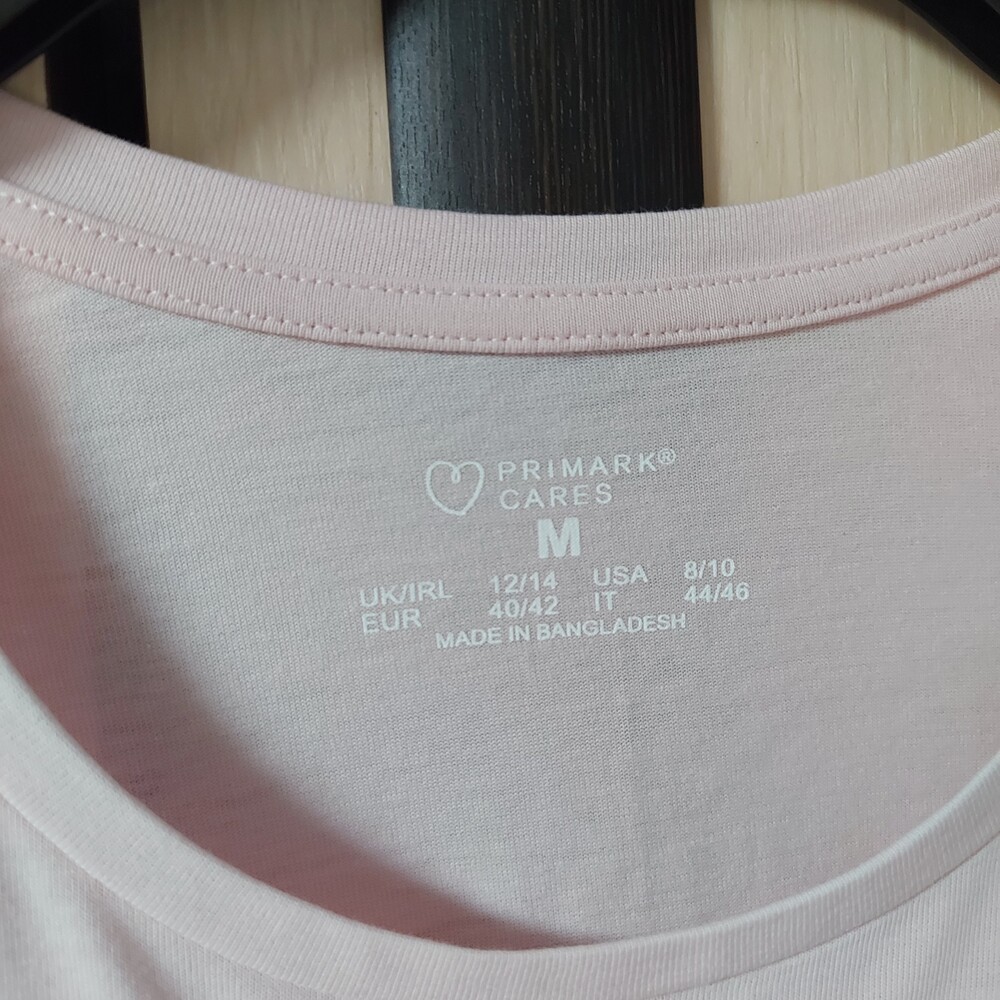 PRIMARK®
CARES
M
UK/IRL 12/14 USA 8/10
EUR 40/42 IT 44/46
MADE IN BANGLADESH